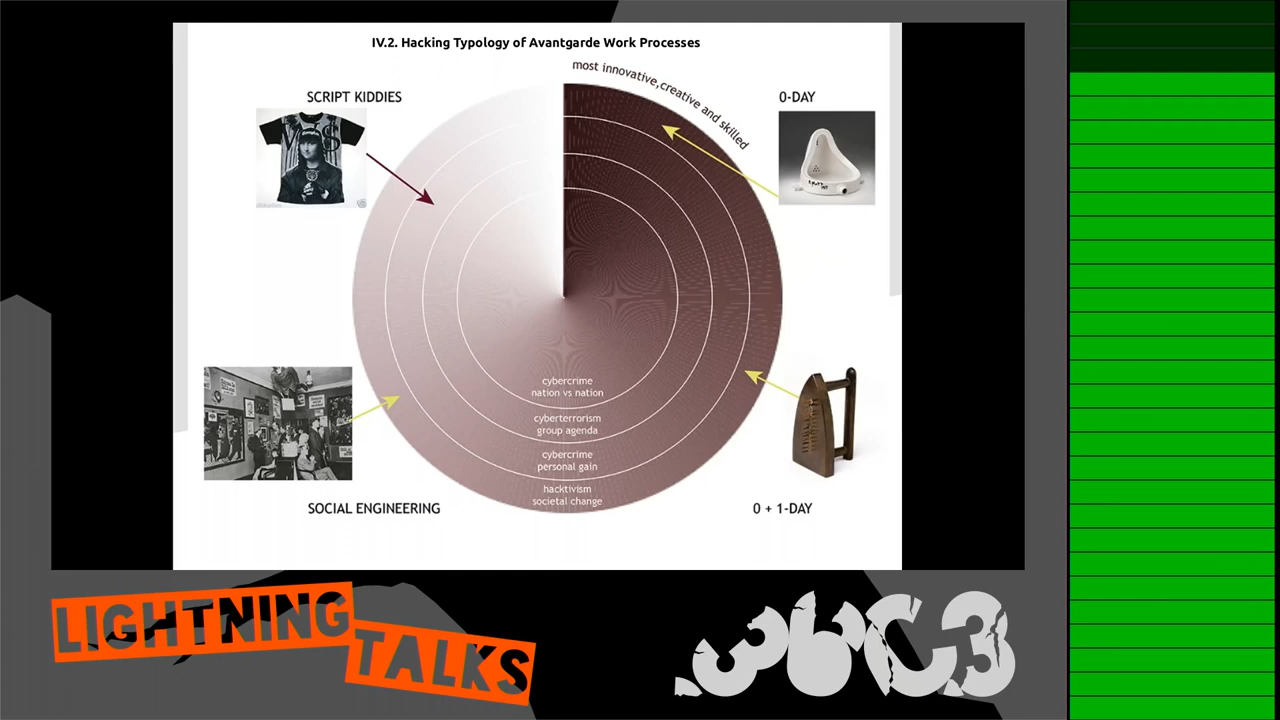 IV.2. Hacking Typology of Avantgarde Work Processes
most innovative,creative and skilled
SCRIPT KIDDIES
0-DAY
cybercrime
nation vs nation
cyberterrorism
group agenda
cybercrime
personal gain
hacktivism
societal change
SOCIAL ENGINEERING
0 + 1-DAY
LIGHTNING
TALKS
36C3